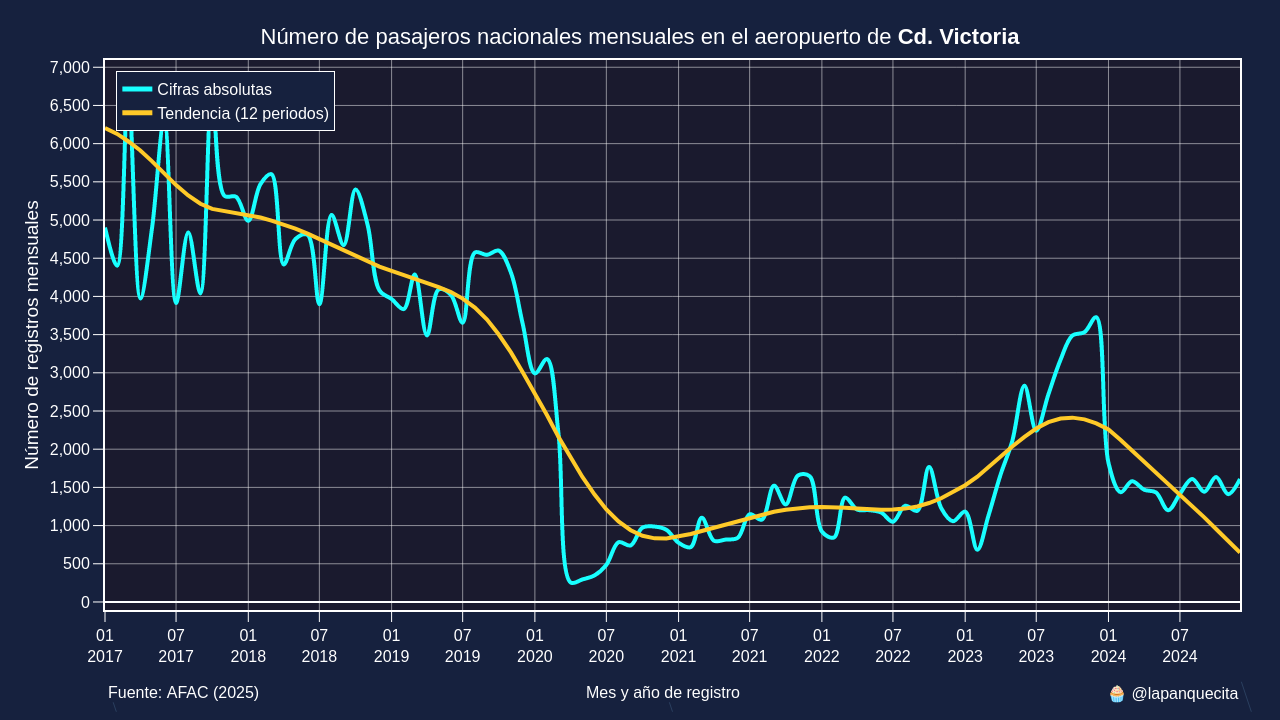 Número de pasajeros nacionales mensuales en el aeropuerto de Cd. Victoria
Cifras absolutas
Tendencia (12 periodos)
Número de registros mensuales
7,000
6,500
6,000
5,500
5,000
4,500
4,000
3,500
3,000
2,500
2,000
1,500
1,000
500
0
01 07 01 07 01 07 01 07 01 07 01 07 01 07 01 07
2017 2017 2018 2018 2019 2019 2020 2020 2021 2021 2022 2022 2023 2023 2024 2024
Fuente: AFAC (2025)
Mes y año de registro
🧁 @lapanquecita